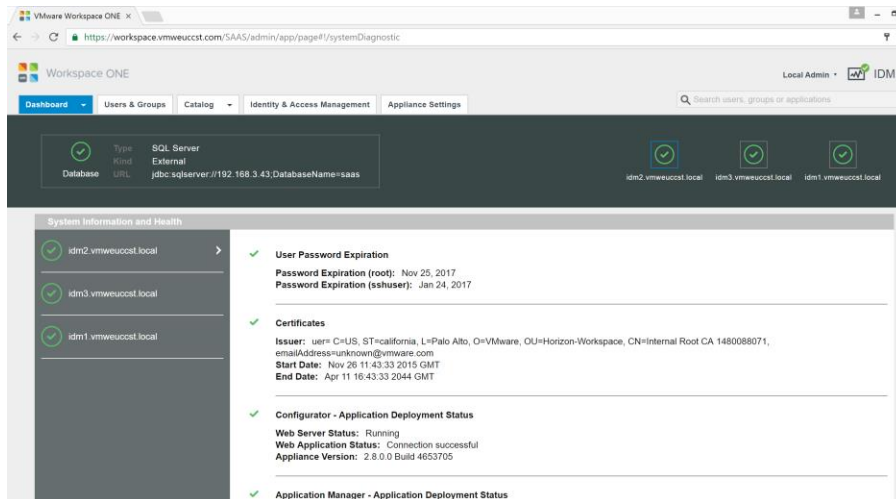 VMware Workspace ONE
https://workspace.vmweuccst.com/SAAS/admin/app/page#!/systemDiagnostic
Workspace ONE
Local Admin
IDM
Dashboard
Users & Groups
Catalog
Identity & Access Management
Appliance Settings
Search users, groups or applications
Type SQL Server
Kind External
Database URL jdbc:sqlserver://192.168.3.43;DatabaseName=saas
idm2.vmweuccst.local idm3.vmweuccst.local idm1.vmweuccst.local
System Information and Health
idm2.vmweuccst.local
idm3.vmweuccst.local
idm1.vmweuccst.local
User Password Expiration
Password Expiration (root): Nov 25, 2017
Password Expiration (sshuser): Jan 24, 2017
Certificates
Issuer: uer= C=US, ST=california, L=Palo Alto, O=VMware, OU=Horizon-Workspace, CN=Internal Root CA 1480088071,
emailAddress=unknown@vmware.com
Start Date: Nov 26 11:43:33 2015 GMT
End Date: Apr 11 16:43:33 2044 GMT
Configurator - Application Deployment Status
Web Server Status: Running
Web Application Status: Connection successful
Appliance Version: 2.8.0.0 Build 4653705
Application Manager - Application Deployment Status